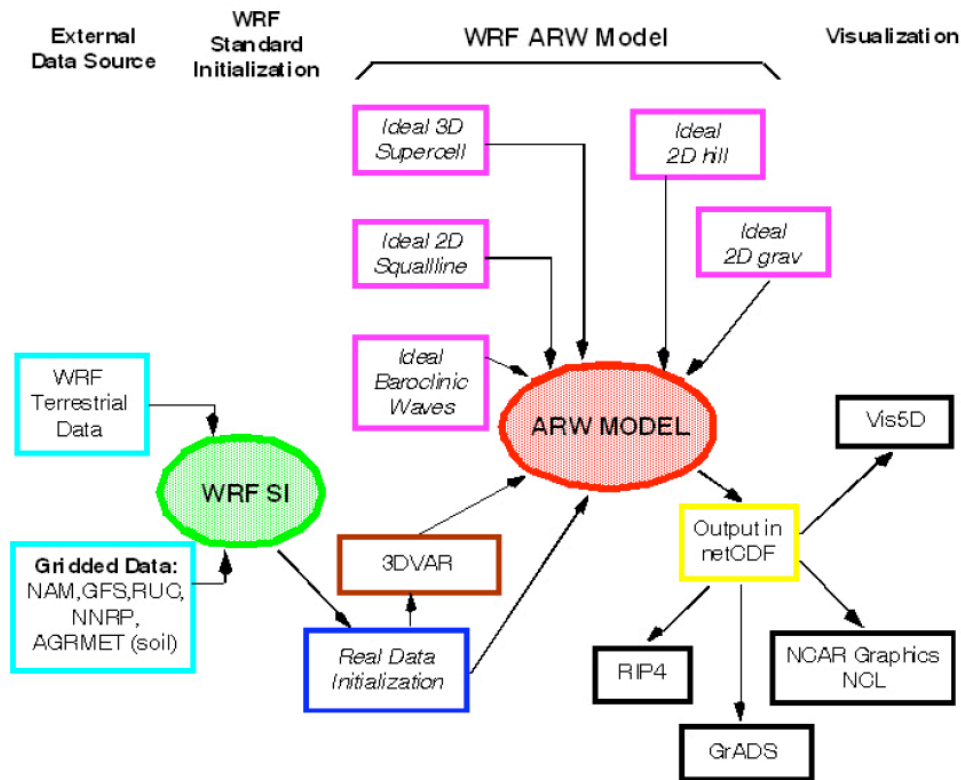 External
Data Source
WRF
Standard
Initialization
WRF ARW Model
Visualization
Ideal 3D
Supercell
Ideal
2D hill
Ideal 2D
Squallline
Ideal
2D grav
Ideal
Baroclinic
Waves
WRF
Terrestrial
Data
ARW MODEL
Vis5D
WRF SI
Output in
netCDF
Gridded Data:
NAM,GFS,RUC,
NNRP,
AGRMET (soil)
3DVAR
Real Data
Initialization
RIP4
NCAR Graphics
NCL
GrADS